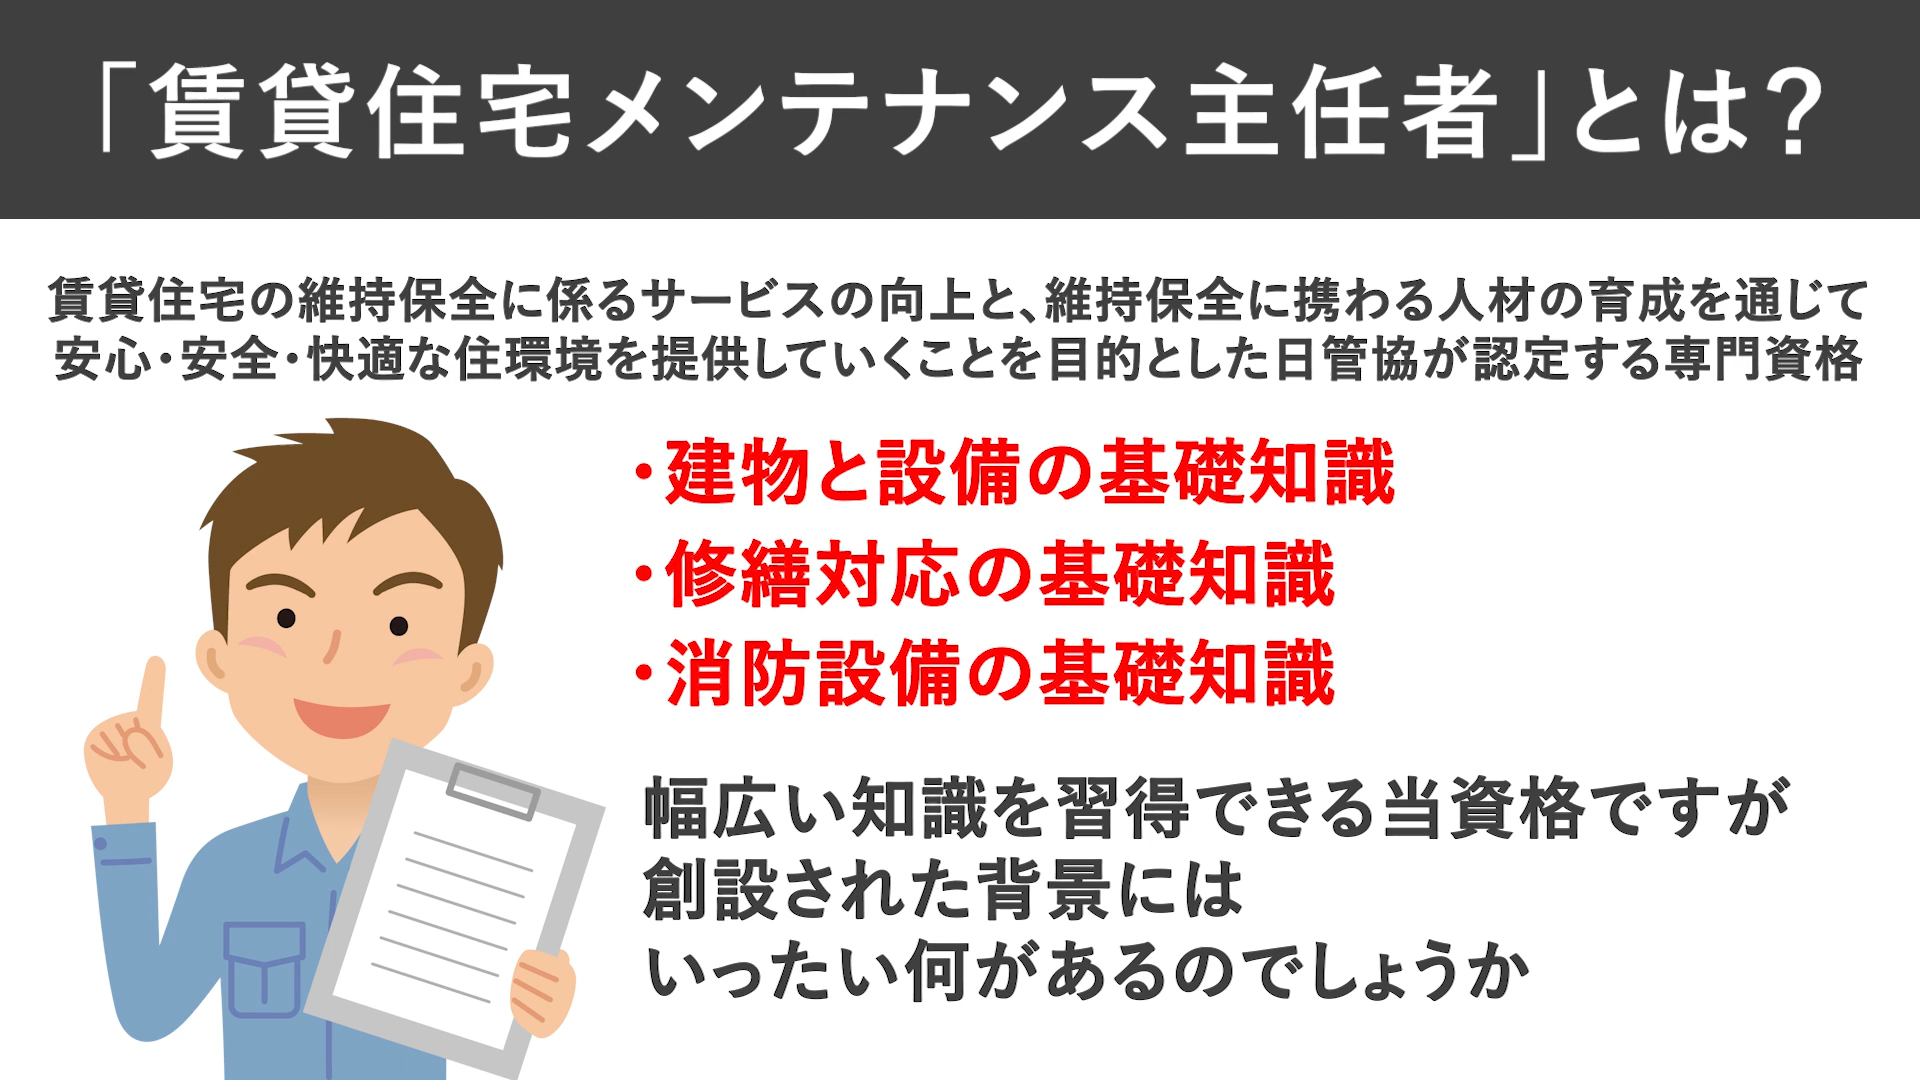 「賃貸住宅メンテナンス主任者」とは？
賃貸住宅の維持保全に係るサービスの向上と、維持保全に携わる人材の育成を通じて
安心・安全・快適な住環境を提供していくことを目的とした日管協が認定する専門資格
・建物と設備の基礎知識
・修繕対応の基礎知識
・消防設備の基礎知識
幅広い知識を習得できる当資格ですが
創設された背景には
いったい何があるのでしょうか